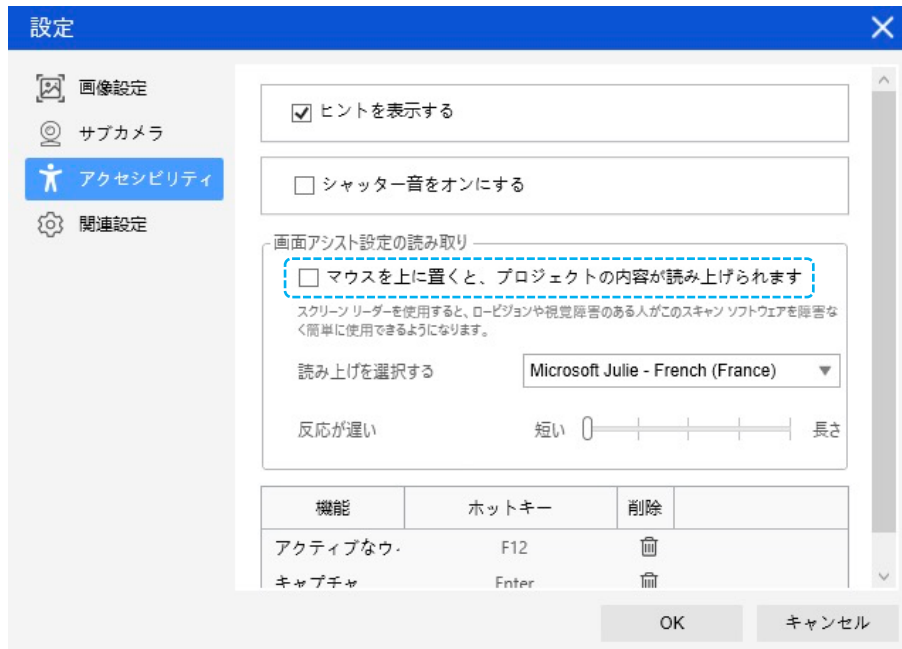 設定
画像設定
サブカメラ
アクセシビリティ
関連設定
ヒントを表示する
シャッター音をオンにする
画面アシスト設定の読み取り
マウスを上に置くと、プロジェクトの内容が読み上げられます
スクリーン リーダーを使用すると、ロービジョンや視覚障害のある人がこのスキャン ソフトウェアを障害な
く簡単に使用できるようになります。
読み上げを選択する Microsoft Julie - French (France)
反応が遅い 短い 長さ
機能 ホットキー 削除
アクティブなウ.
F12
キャプチャ Enter
OK キャンセル